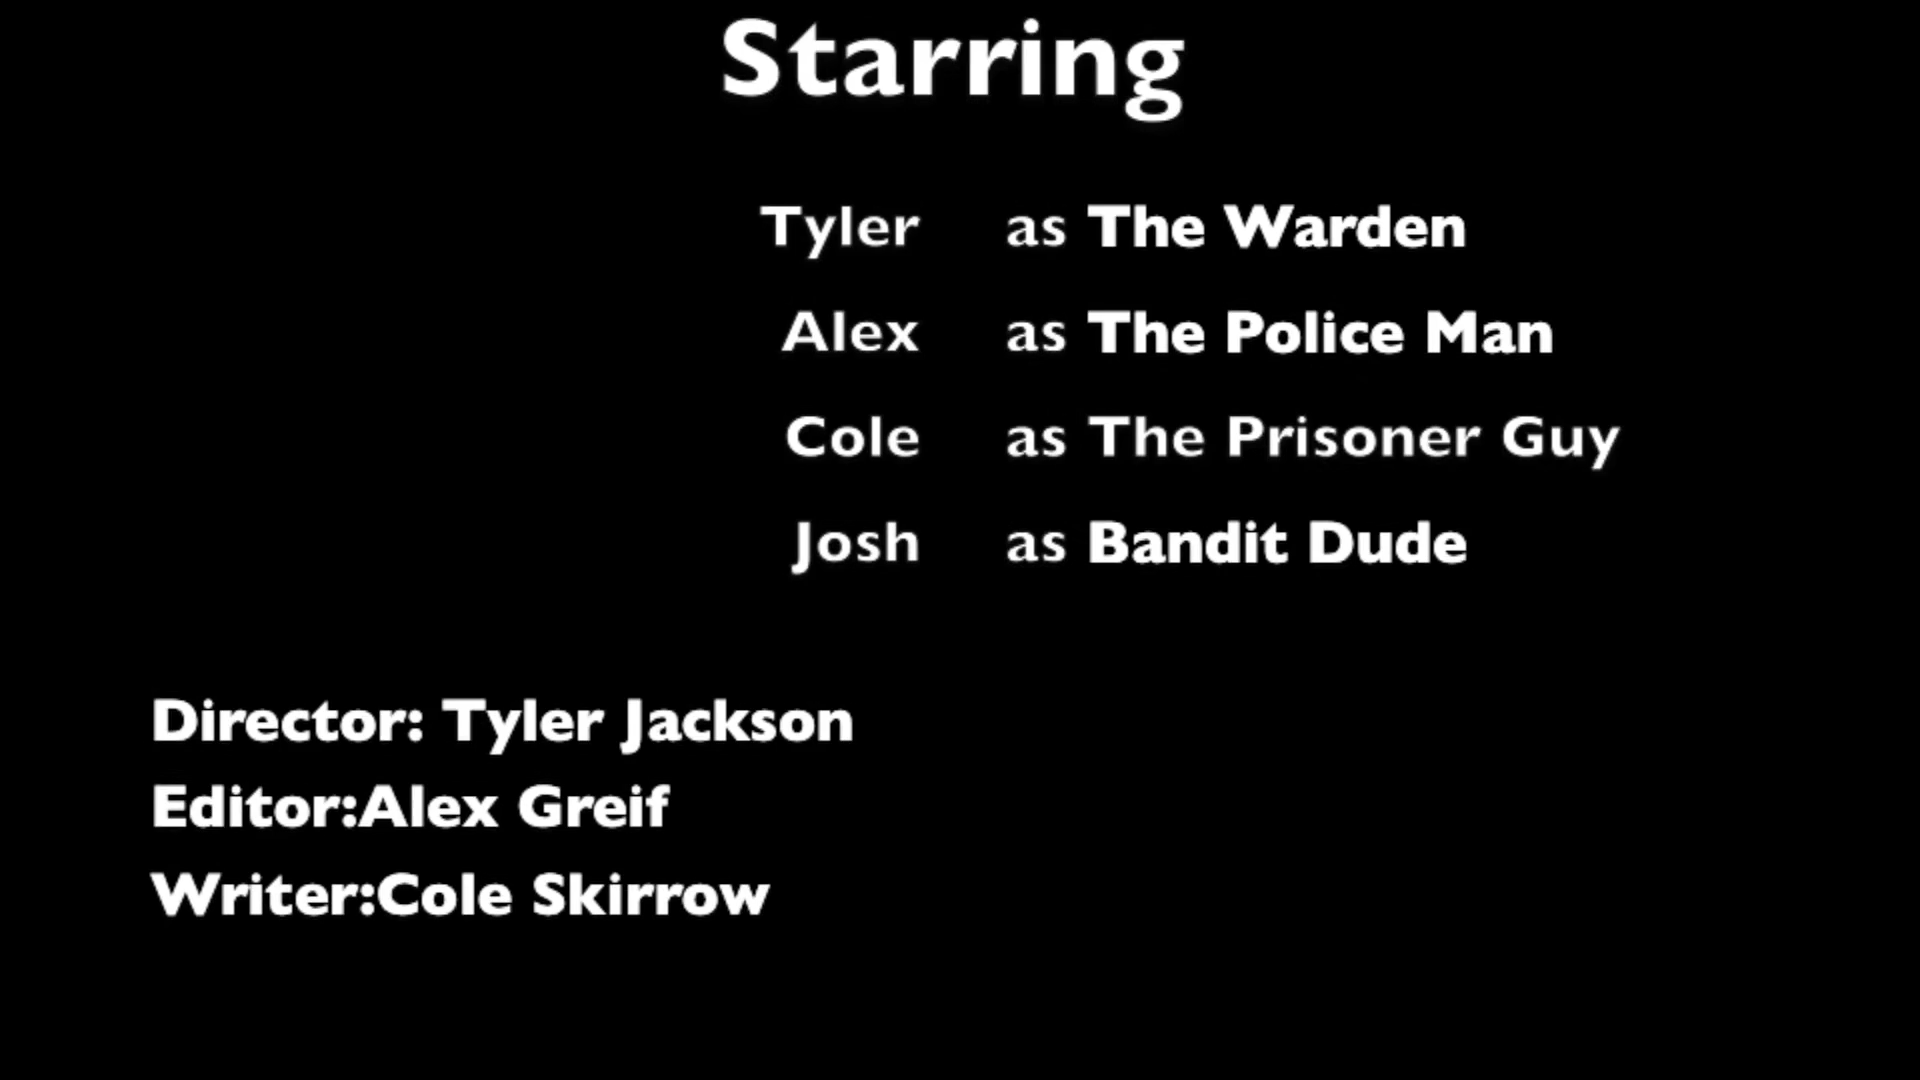 Starring
Tyler as The Warden
Alex as The Police Man
Cole as The Prisoner Guy
Josh as Bandit Dude
Director: Tyler Jackson
Editor:Alex Greif
Writer:Cole Skirrow